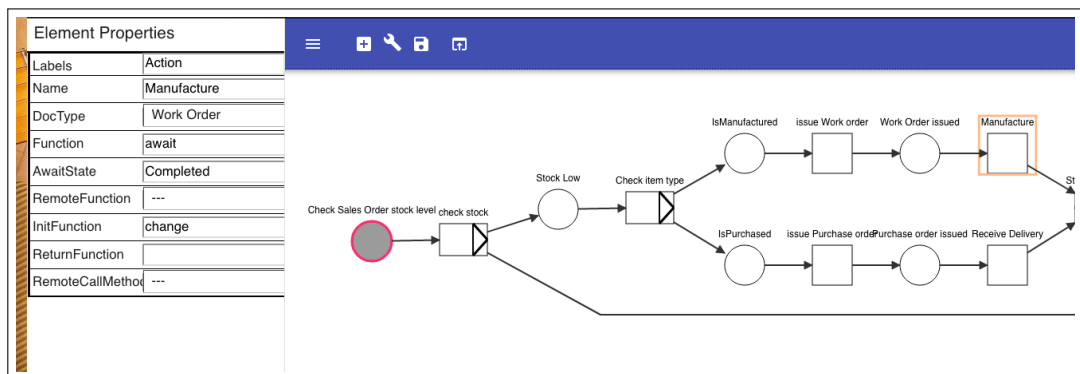 Element Properties
Labels Action
Name Manufacture
DocType Work Order
Function await
AwaitState Completed
RemoteFunction ---
InitFunction change
ReturnFunction
RemoteCallMethod ---
IsManufactured issue Work order Work Order issued Manufacture
Stock Low Check item type St
Check Sales Order stock level check stock
IsPurchased issue Purchase order Purchase order issued Receive Delivery